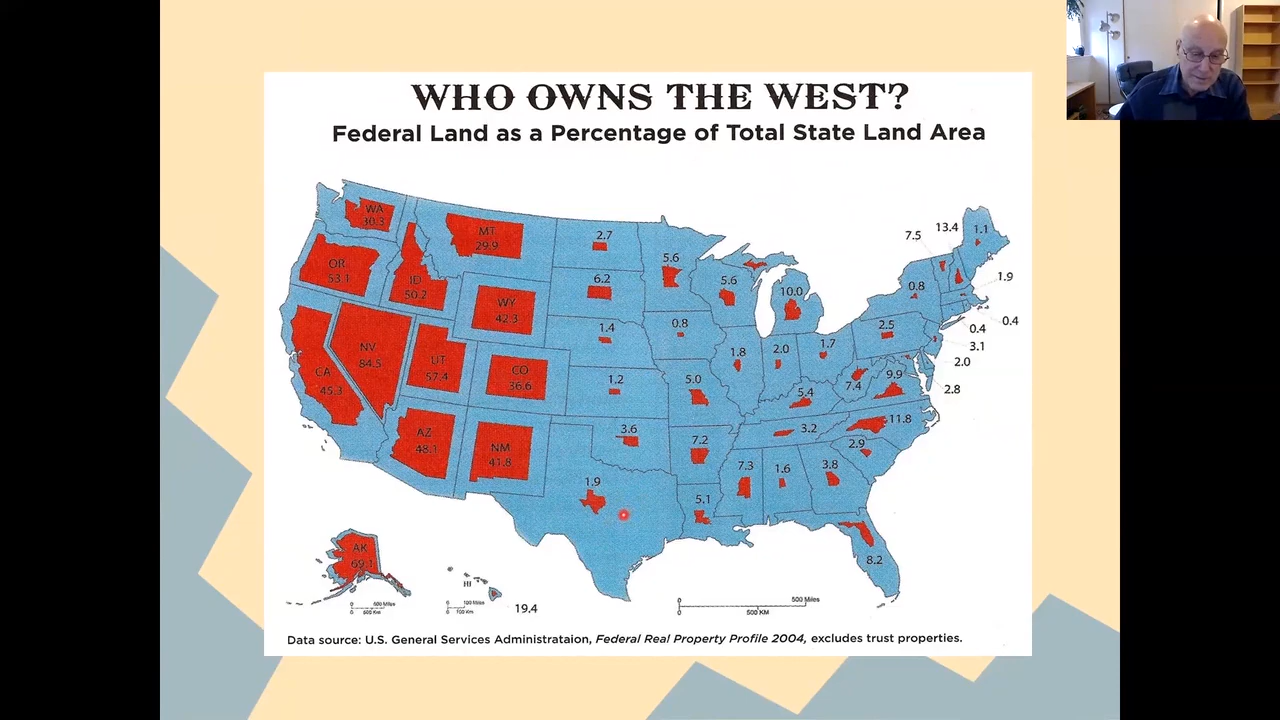 WHO OWNS THE WEST?
Federal Land as a Percentage of Total State Land Area
WA
30.3
MT
29.9
OR
53.1
ID
50.2
WY
42.3
NV
84.5
UT
57.4
CO
36.6
CA
45.3
AZ
48.1
NM
41.8
2.7
6.2
1.4
1.2
3.6
1.9
5.6
0.8
5.0
7.2
5.1
5.6
1.8
10.0
2.0
1.7
5.4
3.2
7.3
1.6
3.8
8.2
2.9
11.8
9.9
7.4
2.5
0.8
7.5
13.4
1.1
1.9
0.4
0.4
3.1
2.0
2.8
AK
69.1
HI
19.4
0 500 Miles
0 500 Km
0 100 Miles
0 100 Km
0 500 Miles
0 500 KM
Data source: U.S. General Services Administrataion, Federal Real Property Profile 2004, excludes trust properties.